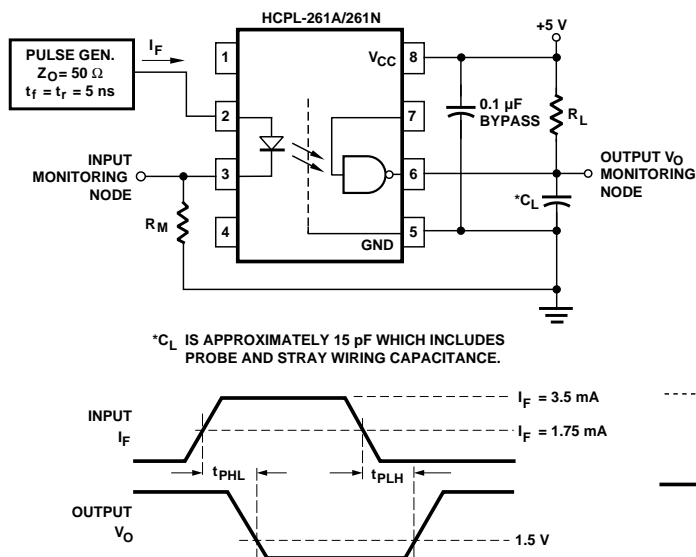 HCPL-261A/261N
+5 V
PULSE GEN.
Z_O = 50 Ω
t_f = t_r = 5 ns
I_F
1
V_CC
8
0.1 µF
BYPASS
R_L
2
7
INPUT
MONITORING
NODE
3
6
OUTPUT V_O
MONITORING
NODE
*C_L
R_M
4
GND
5
*C_L IS APPROXIMATELY 15 pF WHICH INCLUDES
PROBE AND STRAY WIRING CAPACITANCE.
INPUT
I_F
I_F = 3.5 mA
I_F = 1.75 mA
t_PHL
t_PLH
OUTPUT
V_O
1.5 V